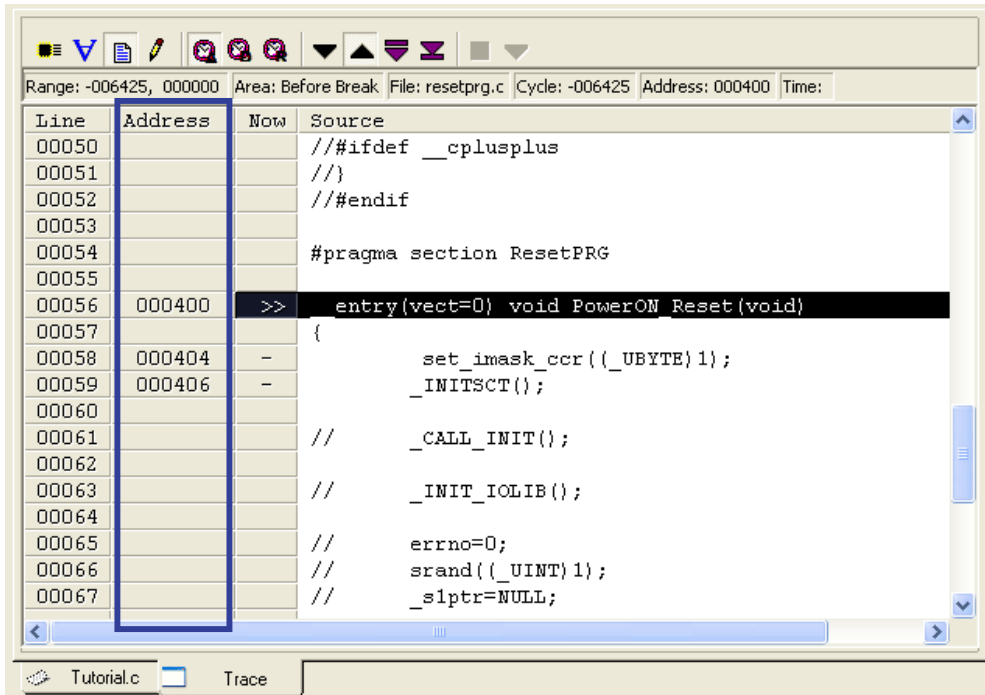 Range: -006425, 000000 Area: Before Break File: resetprg.c Cycle: -006425 Address: 000400 Time:
Line Address Now Source
00050 //#ifdef __cplusplus
00051 //}
00052 //#endif
00053
00054 #pragma section ResetPRG
00055
00056 000400 >> __entry(vect=0) void PowerON_Reset(void)
00057 {
00058 000404 - set_imask_ccr((_UBYTE)1);
00059 000406 - _INITSCT();
00060
00061 // _CALL_INIT();
00062
00063 // _INIT_IOLIB();
00064
00065 // errno=0;
00066 // srand((_UINT)1);
00067 // _s1ptr=NULL;
Tutorial.c Trace